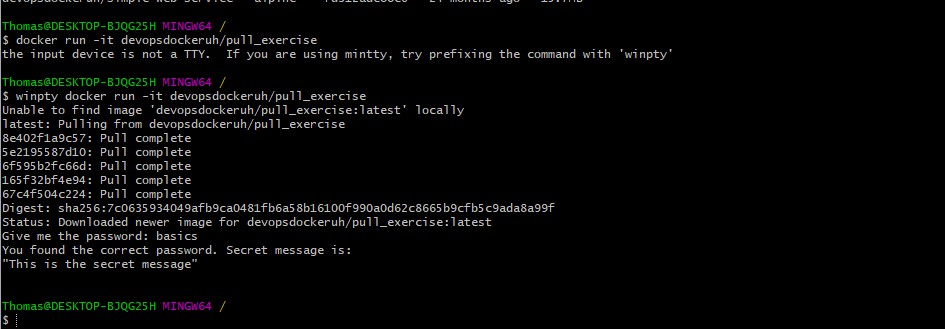 Thomas@DESKTOP-BJQG25H MINGW64 /
$ docker run -it devopsdockeruh/pull_exercise
the input device is not a TTY.  If you are using mintty, try prefixing the command with 'winpty'
Thomas@DESKTOP-BJQG25H MINGW64 /
$ winpty docker run -it devopsdockeruh/pull_exercise
Unable to find image 'devopsdockeruh/pull_exercise:latest' locally
latest: Pulling from devopsdockeruh/pull_exercise
8e402f1a9c57: Pull complete
5e2195587d10: Pull complete
6f595b2fc66d: Pull complete
165f32bf4e94: Pull complete
67c4f504c224: Pull complete
Digest: sha256:7c0635934049afb9ca0481fb6a58b16100f990a0d62c8665b9cfb5c9ada8a99f
Status: Downloaded newer image for devopsdockeruh/pull_exercise:latest
Give me the password: basics
You found the correct password. Secret message is:
"This is the secret message"
Thomas@DESKTOP-BJQG25H MINGW64 /
$